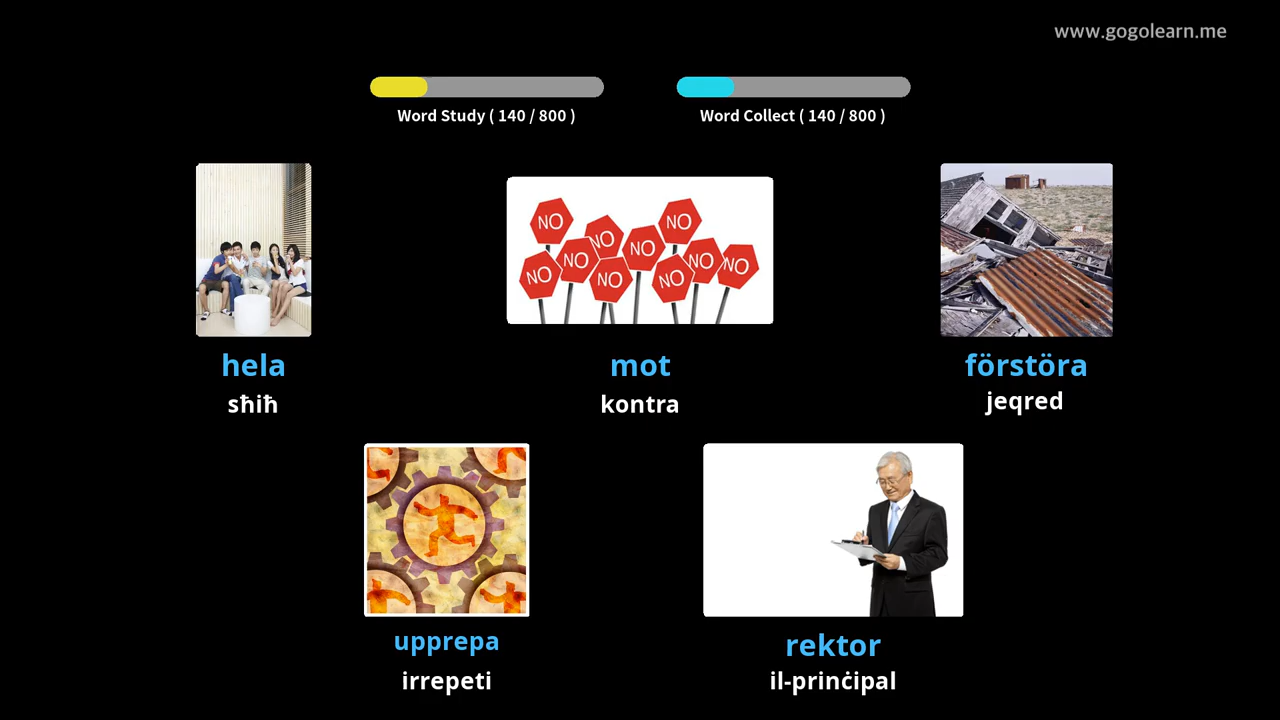 www.gogolearn.me
Word Study ( 140 / 800 )
Word Collect ( 140 / 800 )
NO
NO
NO
NO
NO
NO
NO
NO
NO
NO
hela
mot
förstöra
sħiħ
kontra
jeqred
upprepa
rektor
irrepeti
il-prinċipal